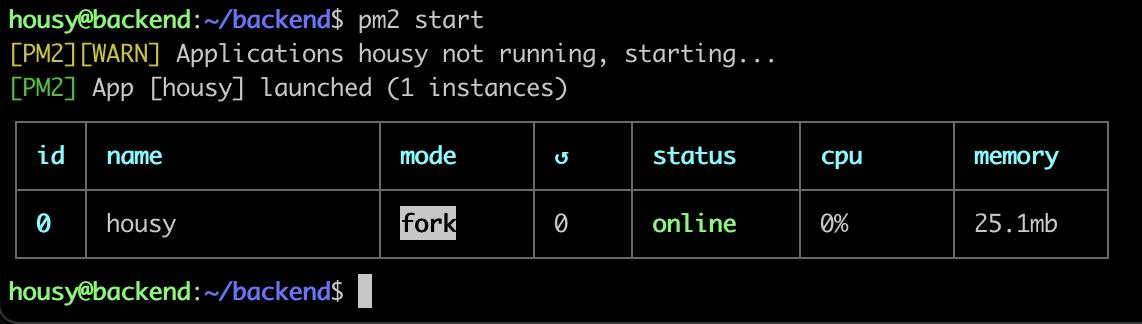 housy@backend:~/backend$ pm2 start
[PM2][WARN] Applications housy not running, starting...
[PM2] App [housy] launched (1 instances)
id name mode ↺ status cpu memory
0 housy fork 0 online 0% 25.1mb
housy@backend:~/backend$